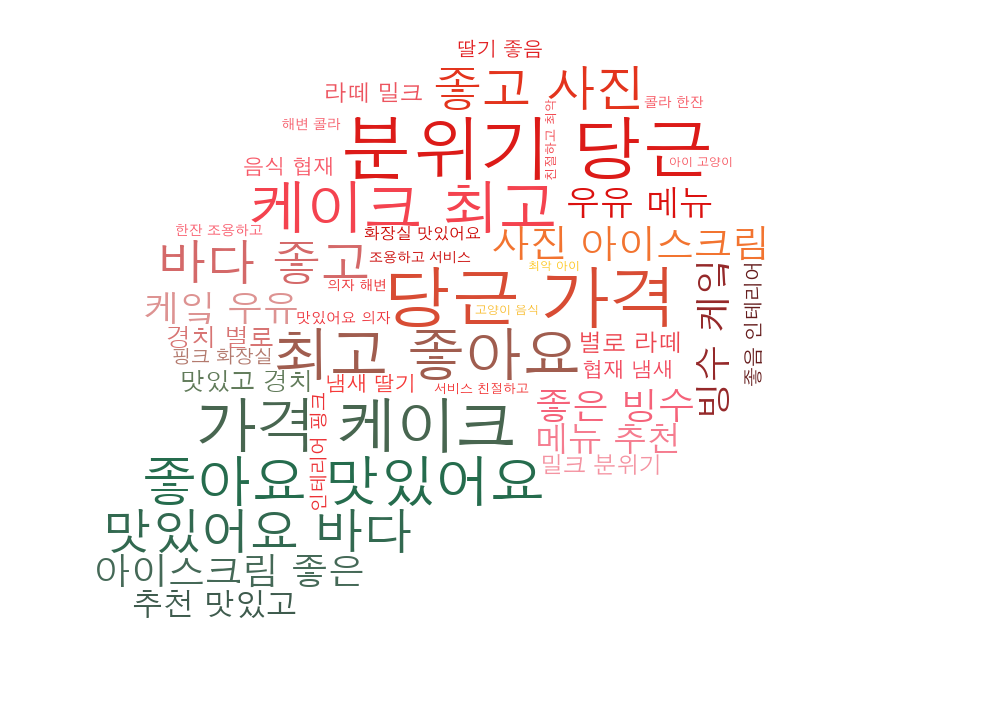 딸기 좋음
좋고 사진
라떼 밀크
콜라 한잔
해변 콜라
분위기 당근
친절하고 최악
아이 고양이
음식 협재
케이크 최고
우유 메뉴
한잔 조용하고
화장실 맛있어요
사진 아이스크림
바다 좋고
조용하고 서비스
최악 아이
의자 해변
당근 가격
빙수 케잌
좋음 인테리어
케잌 우유
맛있어요 의자
고양이 음식
경치 별로
핑크 화장실
최고 좋아요
별로 라떼
협재 냄새
맛있고 경치
냄새 딸기
서비스 친절하고
가격 케이크
인테리어 핑크
좋은 빙수
메뉴 추천
밀크 분위기
좋아요 맛있어요
맛있어요 바다
아이스크림 좋은
추천 맛있고